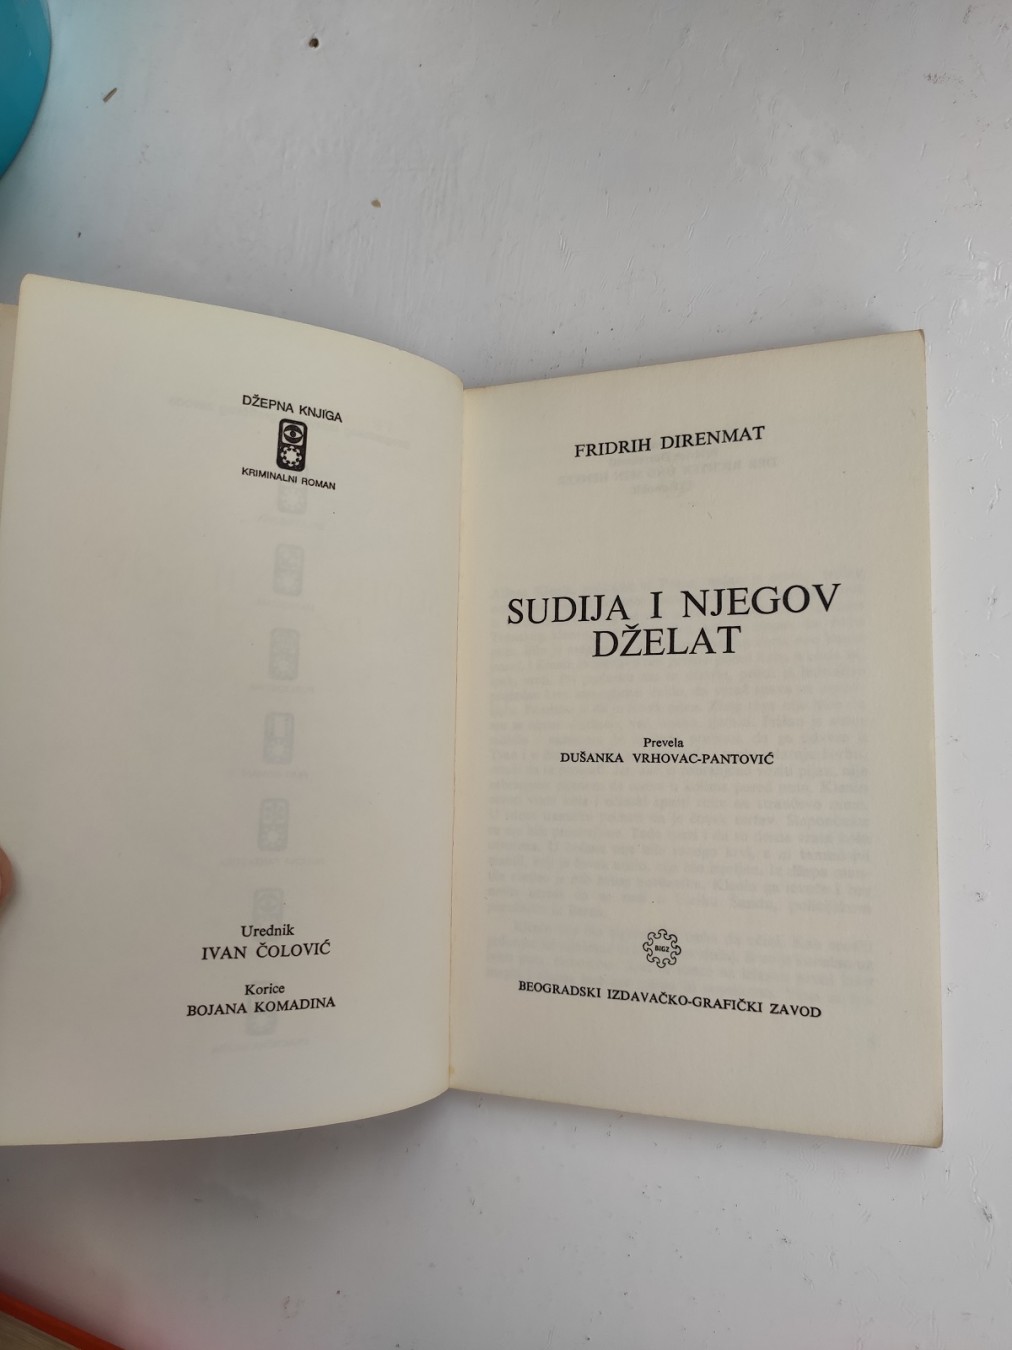 DŽEPNA KNJIGA
KRIMINALNI ROMAN
Urednik
IVAN ČOLOVIĆ
Korice
BOJANA KOMADINA
FRIDRIH DIRENMAT
SUDIJA I NJEGOV
DŽELAT
Prevela
DUŠANKA VRHOVAC-PANTOVIĆ
BIGZ
BEOGRADSKI IZDAVAČKO-GRAFIČKI ZAVOD